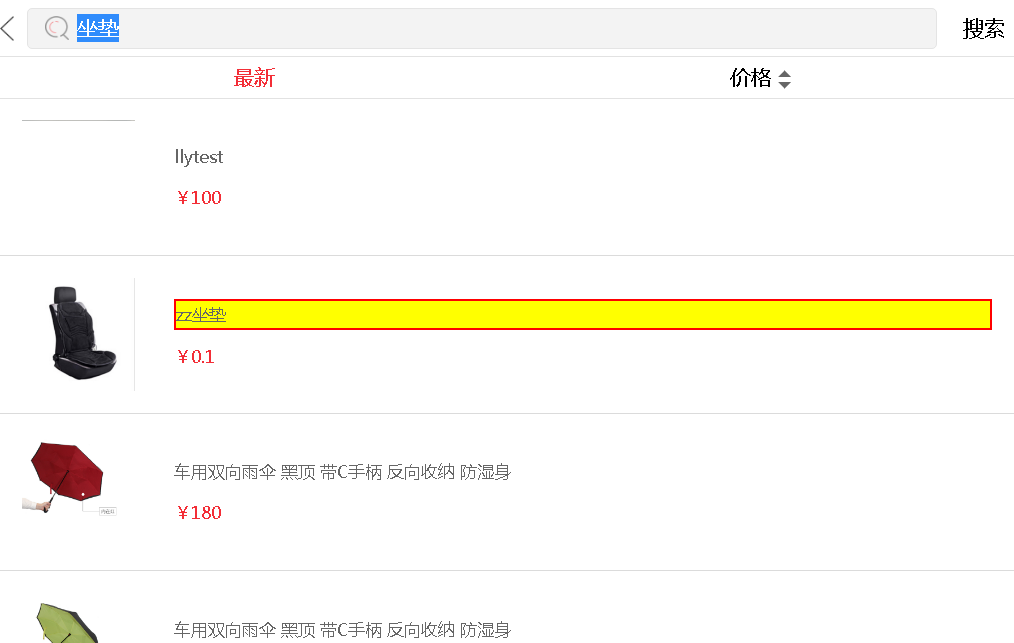 坐垫 搜索
最新 价格
llytest
￥100
zz坐垫
￥0.1
车用双向雨伞 黑顶 带C手柄 反向收纳 防湿身
￥180
车用双向雨伞 黑顶 带C手柄 反向收纳 防湿身